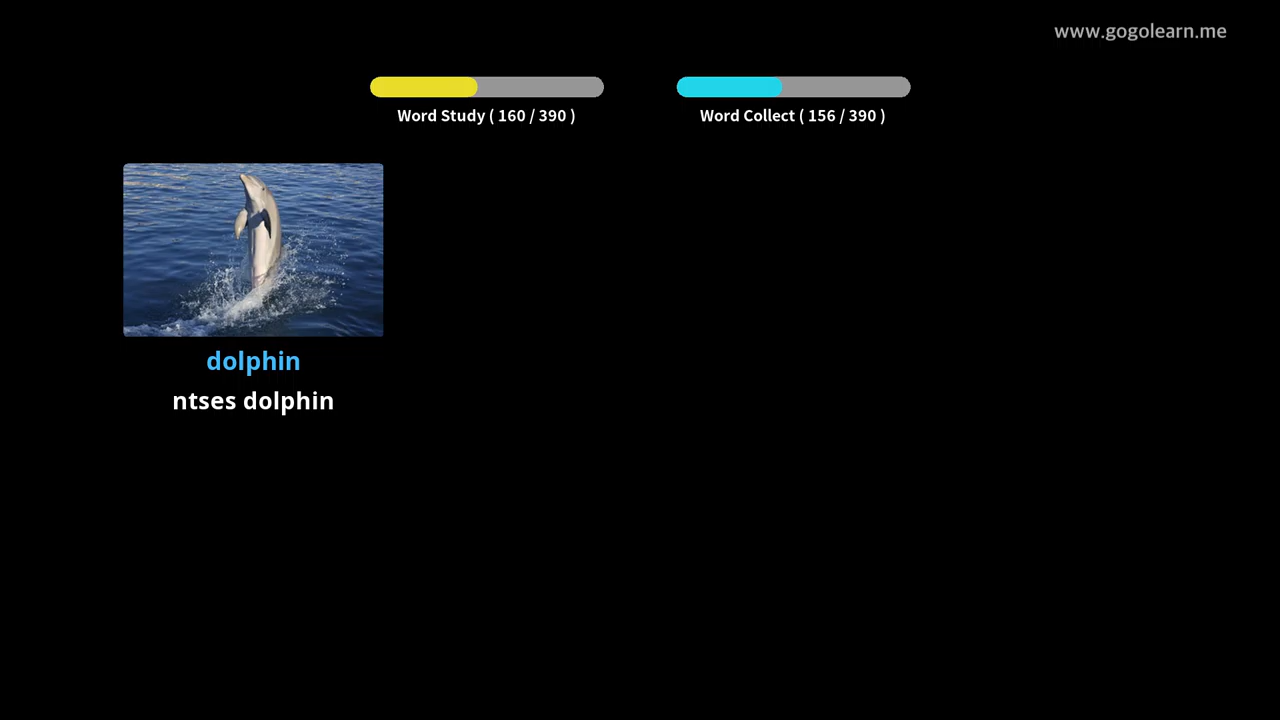 www.gogolearn.me
Word Study ( 160 / 390 )
Word Collect ( 156 / 390 )
dolphin
ntses dolphin